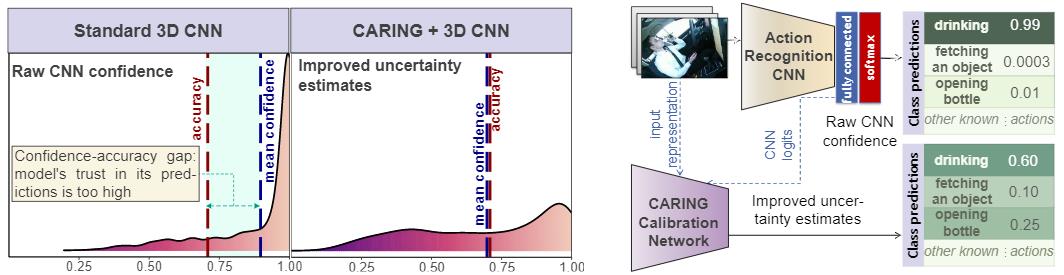 Standard 3D CNN
Raw CNN confidence
accuracy
mean confidence
Confidence-accuracy gap:
model's trust in its pred-
ictions is too high
0.25
0.50
0.75
1.0
CARING + 3D CNN
Improved uncertainty
estimates
mean confidence
accuracy
0.25
0.50
0.75
1.00
Action
Recognition
CNN
fully connected
softmax
input
representation
CNN
logits
Raw CNN
confidence
Class predictions
drinking 0.99
fetching
an object 0.0003
opening
bottle 0.01
other known actions
CARING
Calibration
Network
Improved uncer-
tainty estimates
Class predictions
drinking 0.60
fetching
an object 0.10
opening
bottle 0.25
other known actions